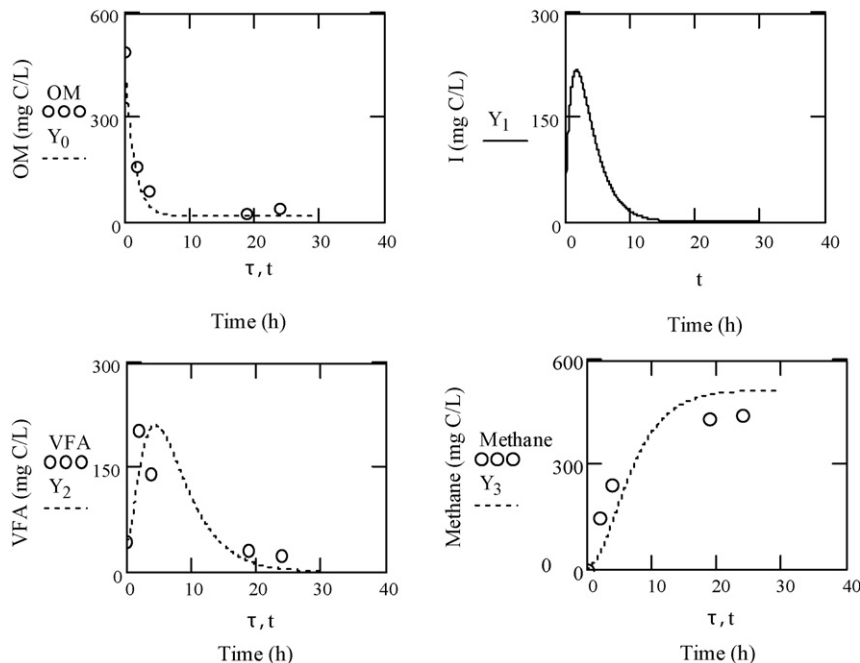 600
OM (mg C/L)
OM
300
Y0
0
0 10 20 30 40
τ, t
Time (h)
300
I (mg C/L)
Y1
150
0
0 10 20 30 40
t
Time (h)
300
VFA (mg C/L)
VFA
150
Y2
0
0 10 20 30 40
τ, t
Time (h)
600
Methane (mg C/L)
Methane
300
Y3
0
0
0 10 20 30 40
τ, t
Time (h)